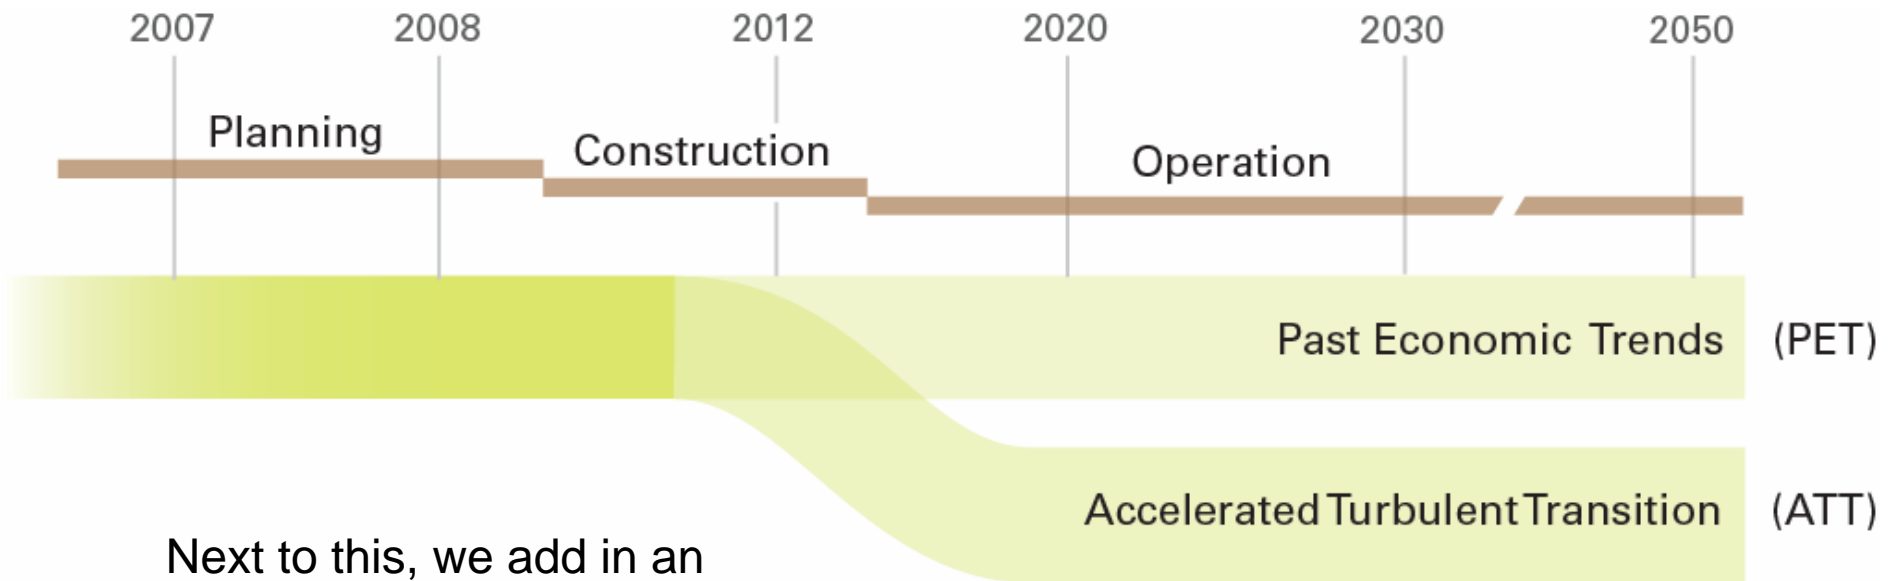 2007 2008 2012 2020 2030 2050
Planning
Construction
Operation
Past Economic Trends (PET)
Accelerated Turbulent Transition (ATT)
Next to this, we add in an